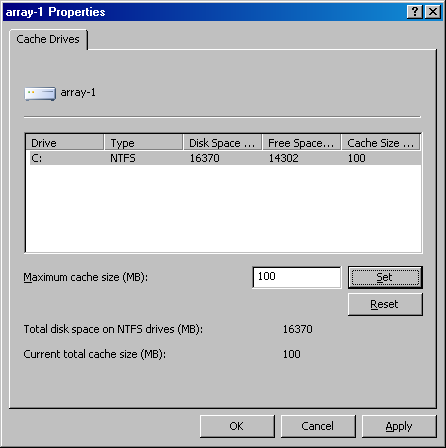 array-1 Properties
Cache Drives
array-1
Drive Type Disk Space ... Free Space... Cache Size ...
C: NTFS 16370 14302 100
Maximum cache size (MB): 100 Set
Reset
Total disk space on NTFS drives (MB): 16370
Current total cache size (MB): 100
OK Cancel Apply